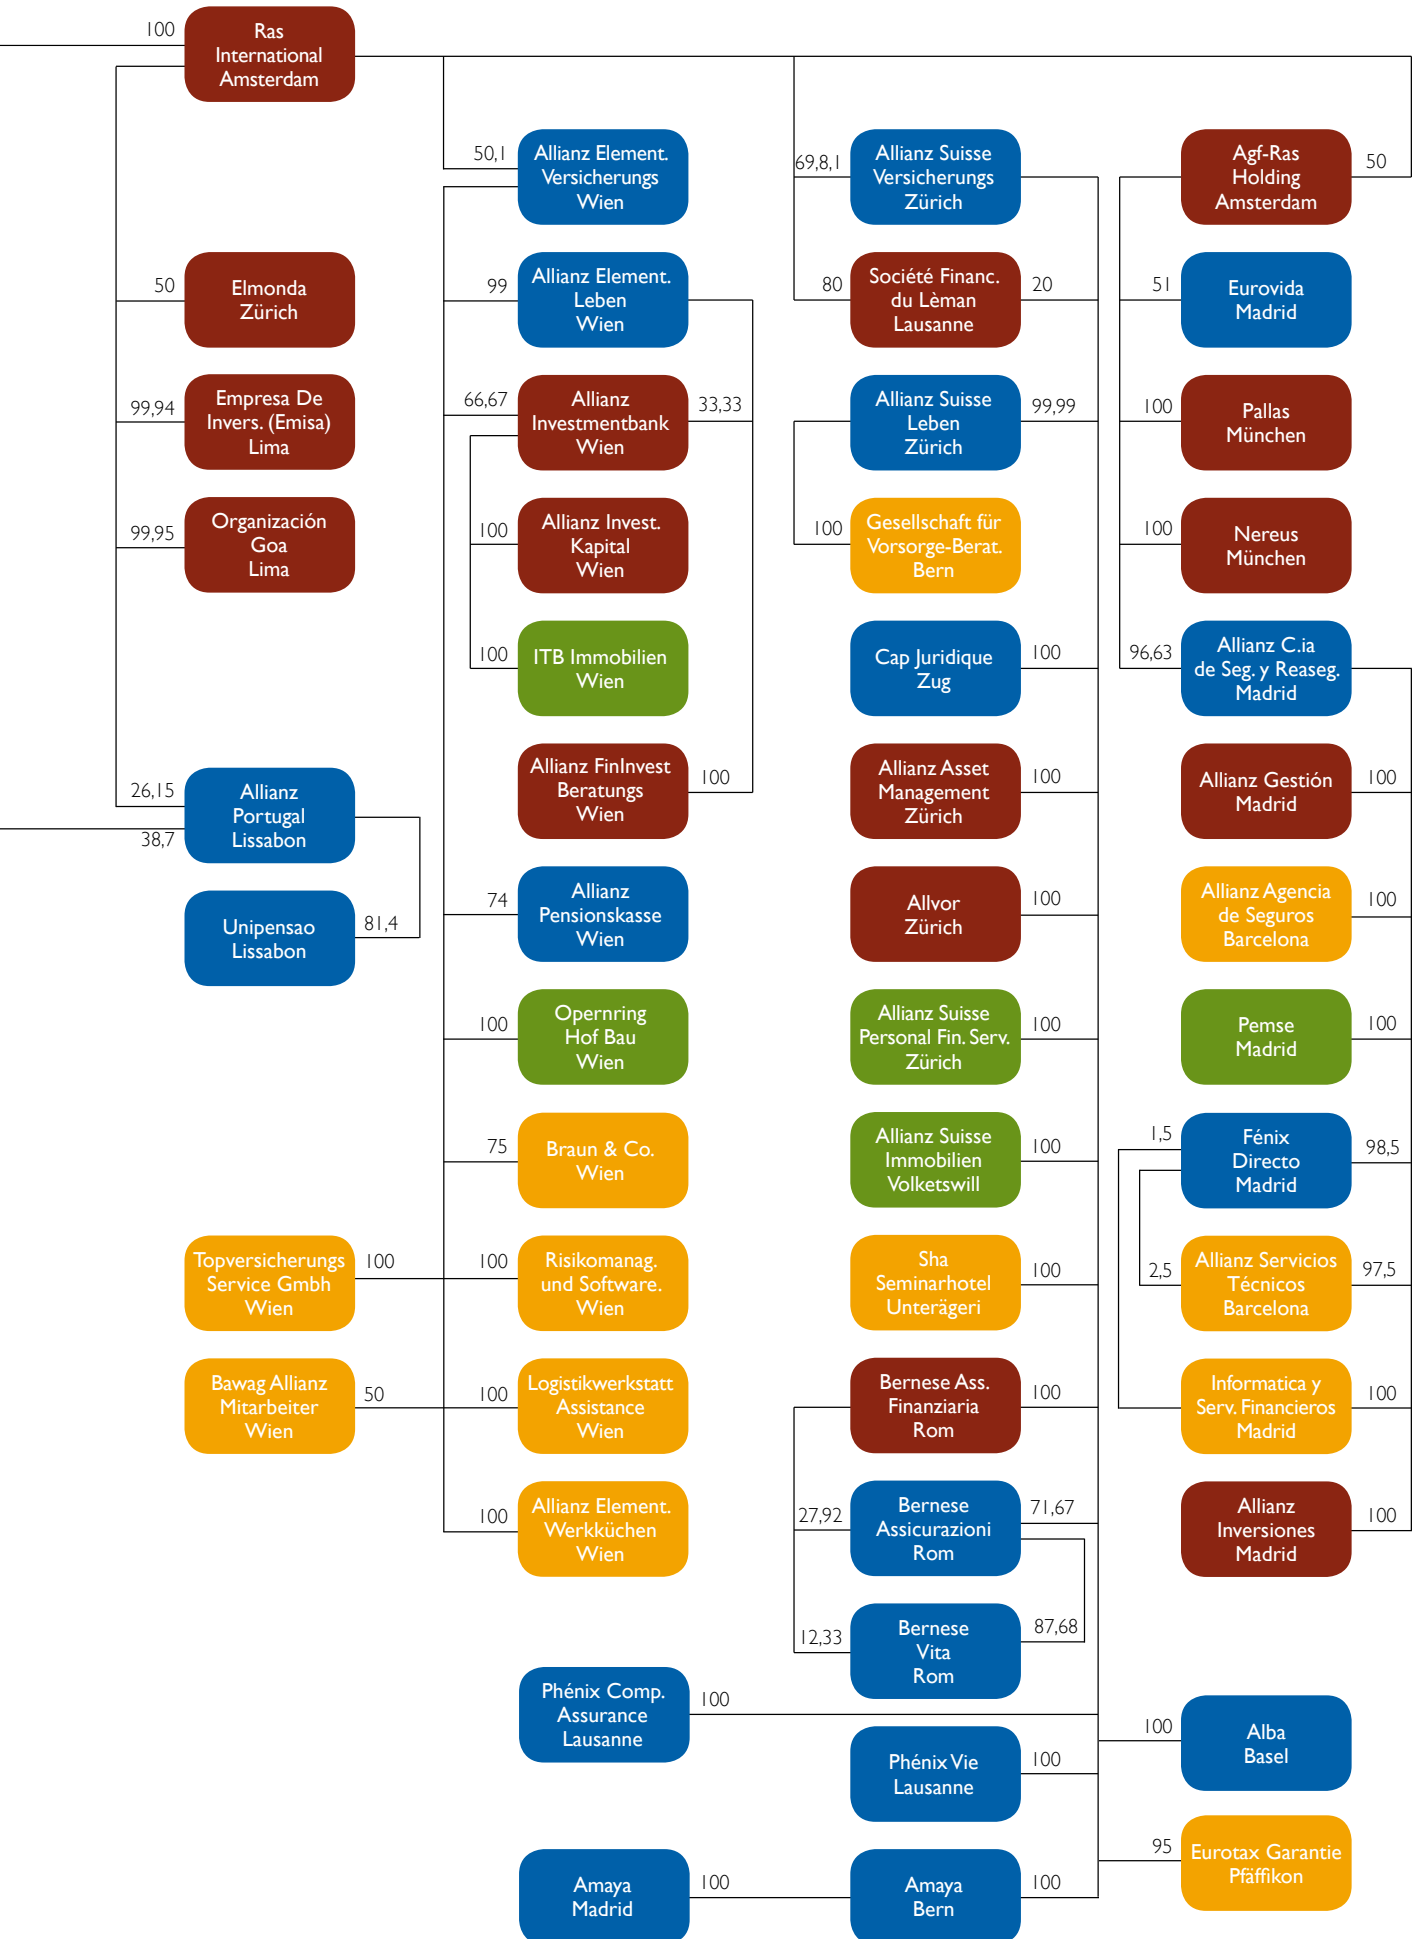 100
Ras
International
Amsterdam
50,1
Allianz Element.
Versicherungs
Wien
69,8,1
Allianz Suisse
Versicherungs
Zürich
Agf-Ras
Holding
Amsterdam
50
50
Elmonda
Zürich
99
Allianz Element.
Leben
Wien
80
Société Financ.
du Lèman
Lausanne
20
51
Eurovida
Madrid
99,94
Empresa De
Invers. (Emisa)
Lima
66,67
Allianz
Investmentbank
Wien
33,33
Allianz Suisse
Leben
Zürich
99,99
100
Pallas
München
99,95
Organización
Goa
Lima
100
Allianz Invest.
Kapital
Wien
100
Gesellschaft für
Vorsorge-Berat.
Bern
100
Nereus
München
100
ITB Immobilien
Wien
Cap Juridique
Zug
100
96,63
Allianz C.ia
de Seg. y Reaseg.
Madrid
26,15
Allianz
Portugal
Lissabon
38,7
Allianz FinInvest
Beratungs
Wien
100
Allianz Asset
Management
Zürich
100
Allianz Gestión
Madrid
100
Unipensao
Lissabon
81,4
74
Allianz
Pensionskasse
Wien
Allvor
Zürich
100
Allianz Agencia
de Seguros
Barcelona
100
100
Opernring
Hof Bau
Wien
Allianz Suisse
Personal Fin. Serv.
Zürich
100
Pemse
Madrid
100
75
Braun & Co.
Wien
Allianz Suisse
Immobilien
Volketswill
100
1,5
Fénix
Directo
Madrid
98,5
Topversicherungs
Service Gmbh
Wien
100
100
Risikomanag.
und Software.
Wien
Sha
Seminarhotel
Unterägeri
100
2,5
Allianz Servicios
Técnicos
Barcelona
97,5
Bawag Allianz
Mitarbeiter
Wien
50
100
Logistikwerkstatt
Assistance
Wien
Bernese Ass.
Finanziaria
Rom
100
Informatica y
Serv. Financieros
Madrid
100
100
Allianz Element.
Werkküchen
Wien
27,92
Bernese
Assicurazioni
Rom
71,67
Allianz
Inversiones
Madrid
100
12,33
Bernese
Vita
Rom
87,68
Phénix Comp.
Assurance
Lausanne
100
Phénix Vie
Lausanne
100
100
Alba
Basel
95
Eurotax Garantie
Pfäffikon
Amaya
Madrid
100
Amaya
Bern
100